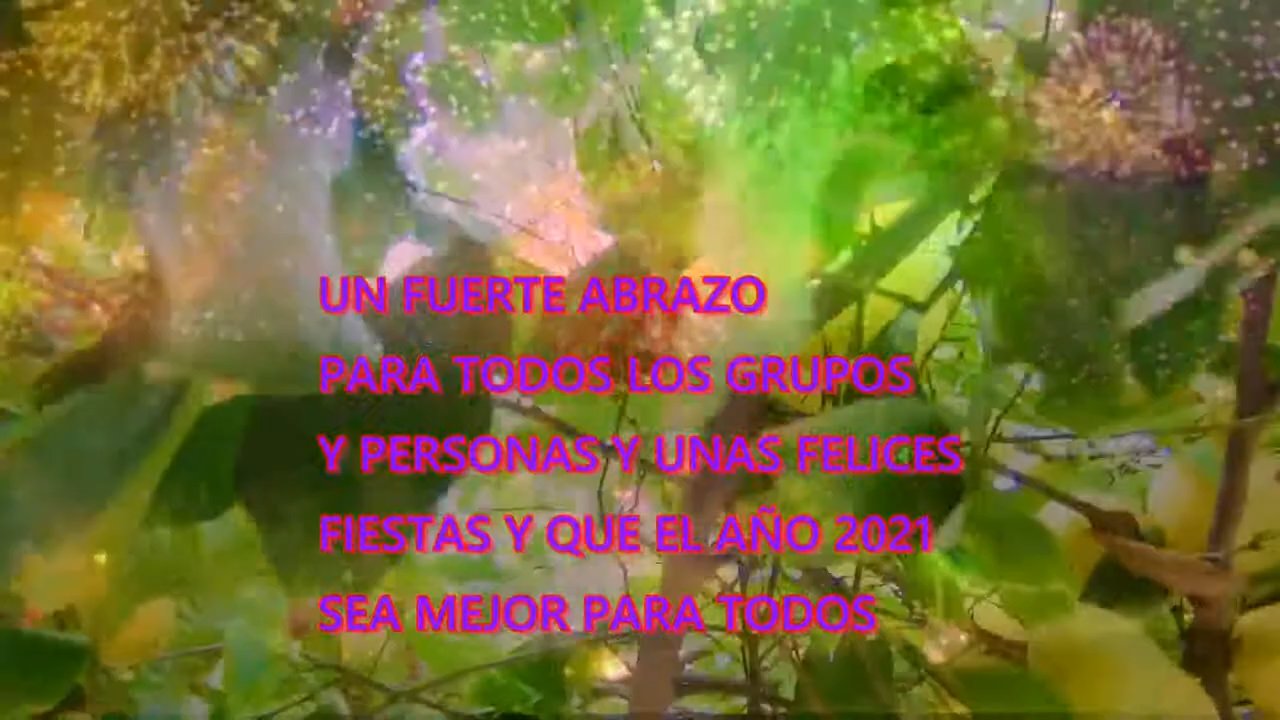 UN FUERTE ABRAZO
PARA TODOS LOS GRUPOS
Y PERSONAS Y UNAS FELICES
FIESTAS Y QUE EL AÑO 2021
SEA MEJOR PARA TODOS